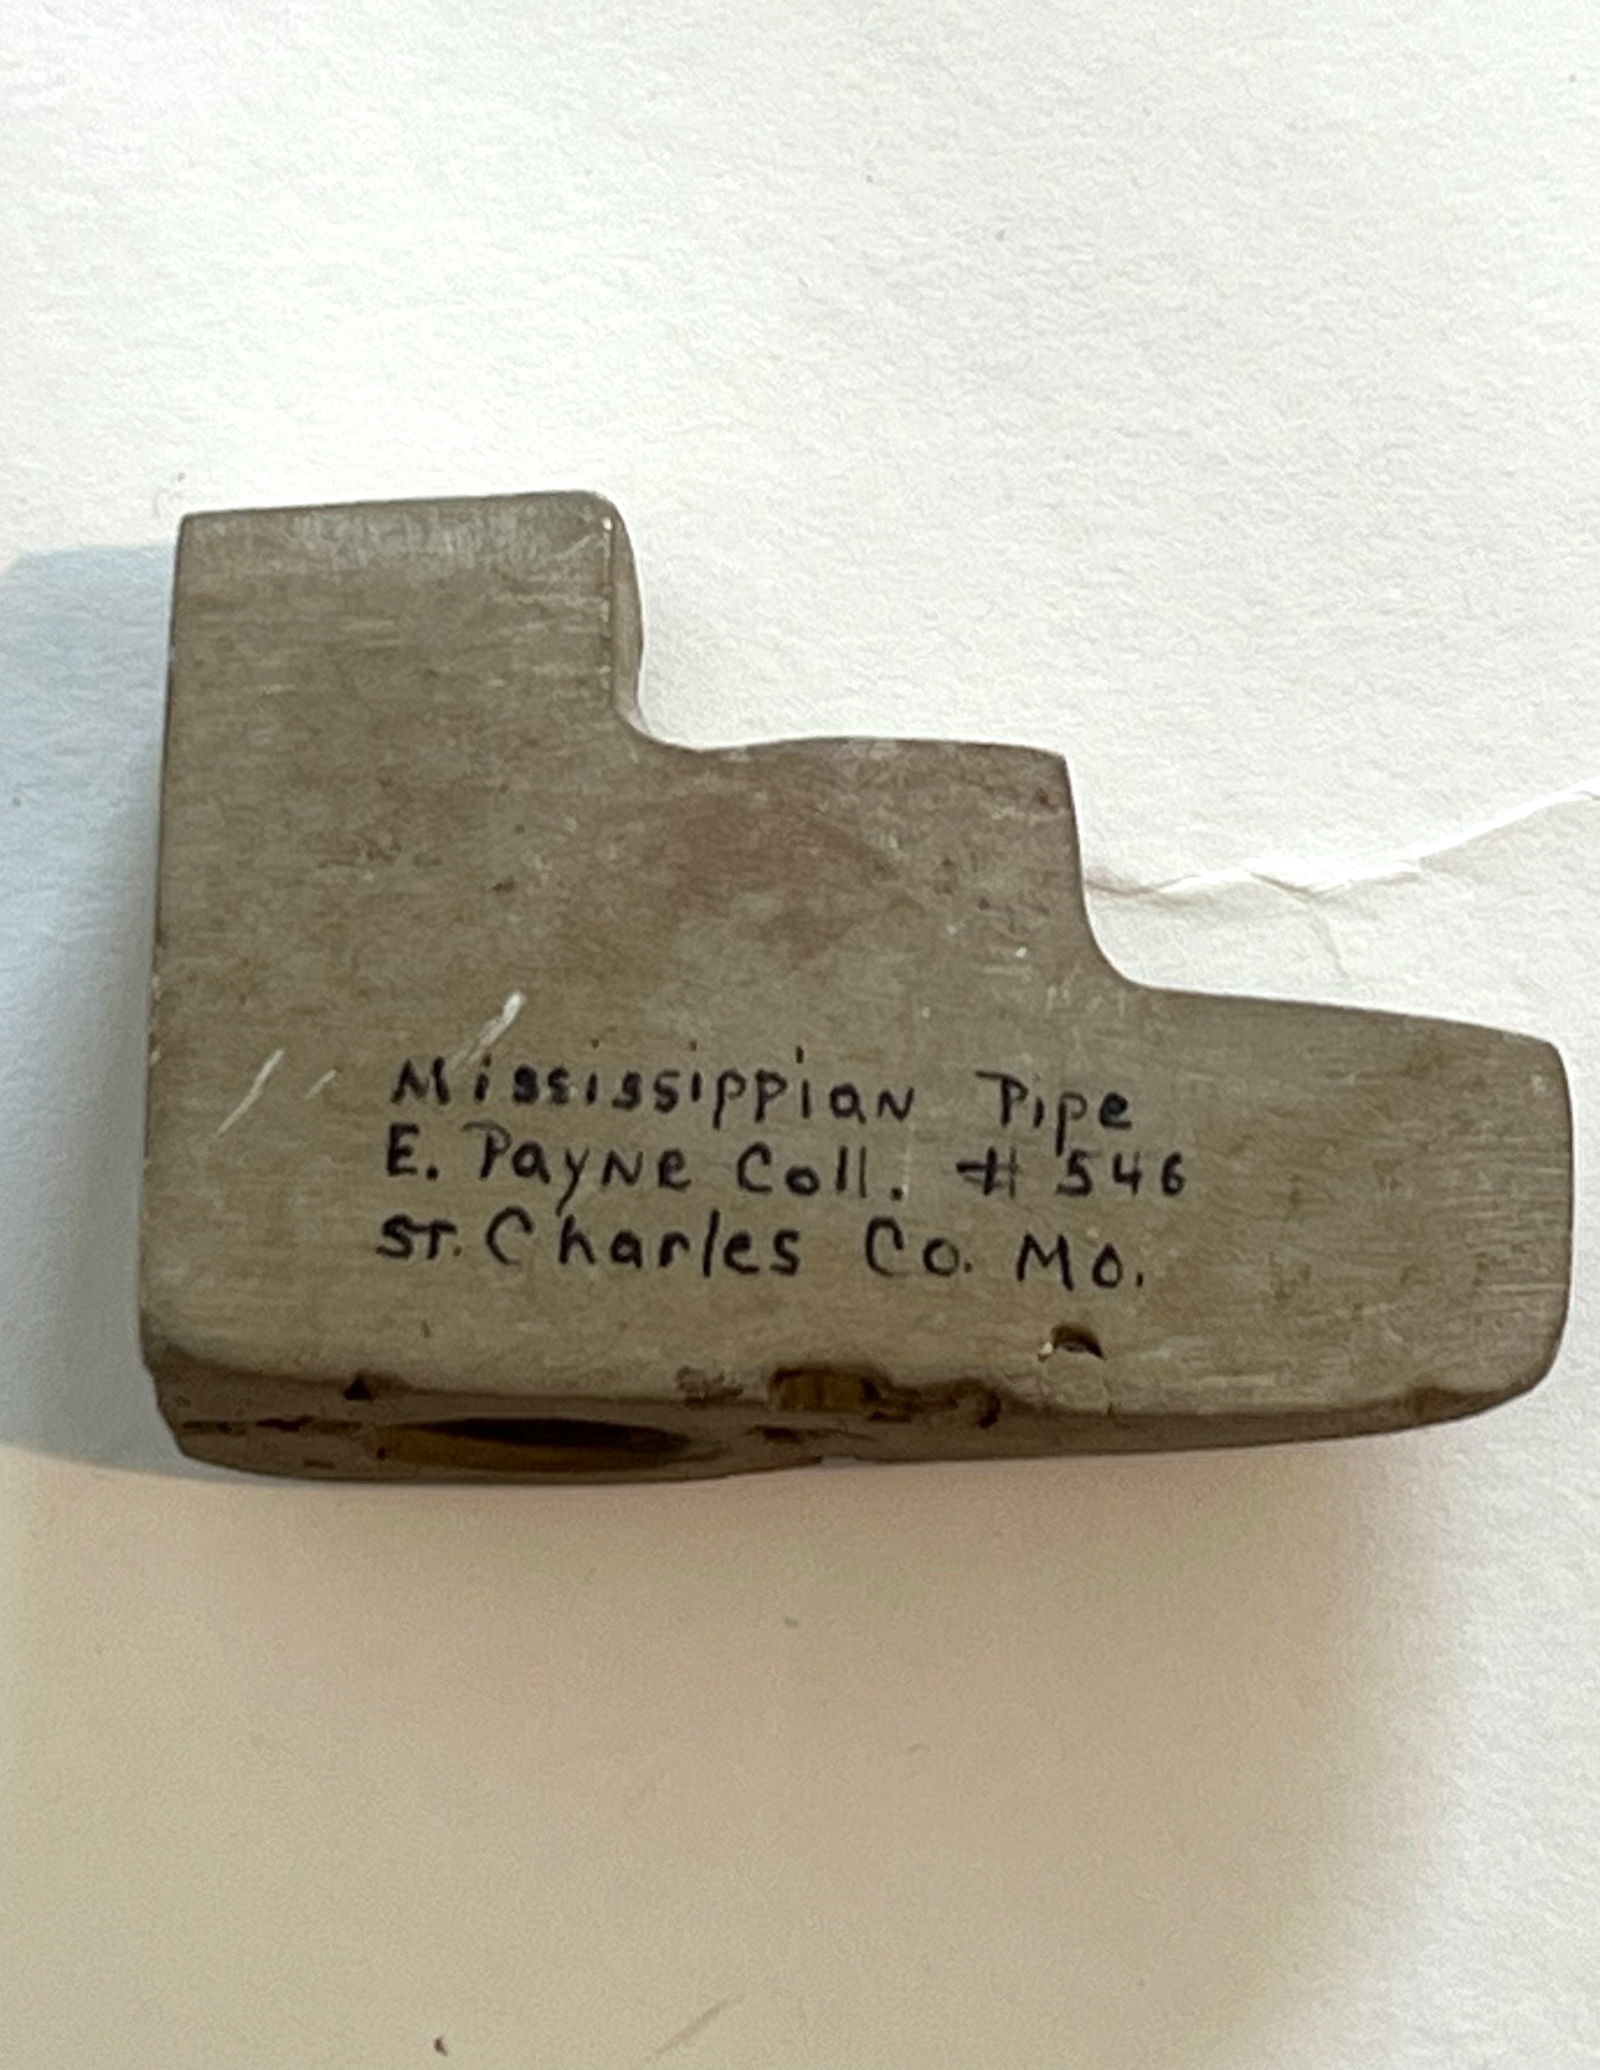 Mississippian Pipe
E. Payne Coll. # 546
ST. Charles Co. Mo.